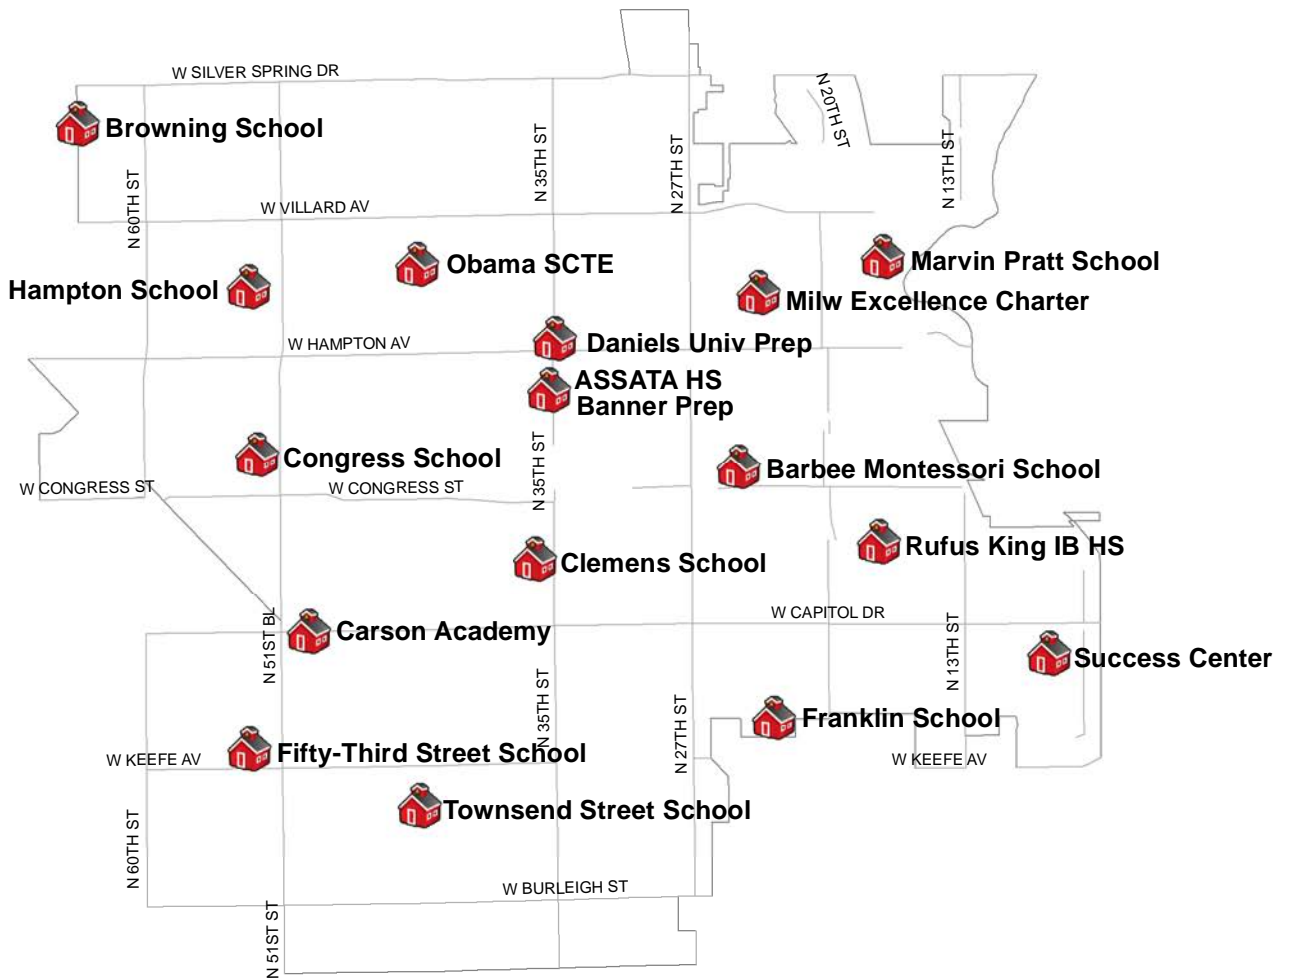 W SILVER SPRING DR
N 20TH ST
Browning School
N 35TH ST
N 27TH ST
N 13TH ST
N 60TH ST
W VILLARD AV
Obama SCTE
Marvin Pratt School
Hampton School
Milw Excellence Charter
W HAMPTON AV
Daniels Univ Prep
ASSATA HS
Banner Prep
Congress School
N 35TH ST
Barbee Montessori School
W CONGRESS ST
W CONGRESS ST
Rufus King IB HS
Clemens School
W CAPITOL DR
N 51ST BL
Carson Academy
N 13TH ST
Success Center
N 35TH ST
N 27TH ST
Franklin School
W KEEFE AV
Fifty-Third Street School
W KEEFE AV
Townsend Street School
N 60TH ST
W BURLEIGH ST
N 51ST ST